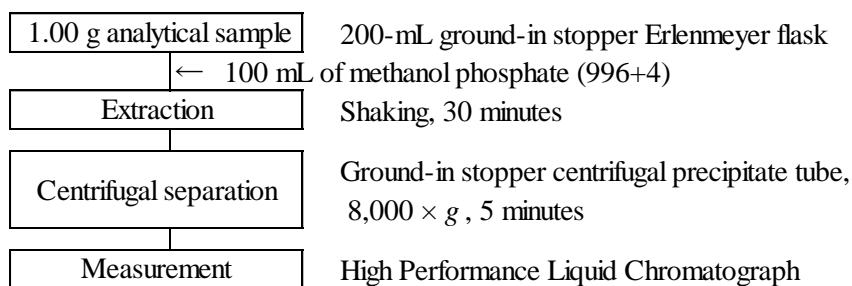 1.00 g analytical sample 200-mL ground-in stopper Erlenmeyer flask
← 100 mL of methanol phosphate (996+4)
Extraction Shaking, 30 minutes
Centrifugal separation Ground-in stopper centrifugal precipitate tube,
8,000 × g , 5 minutes
Measurement High Performance Liquid Chromatograph